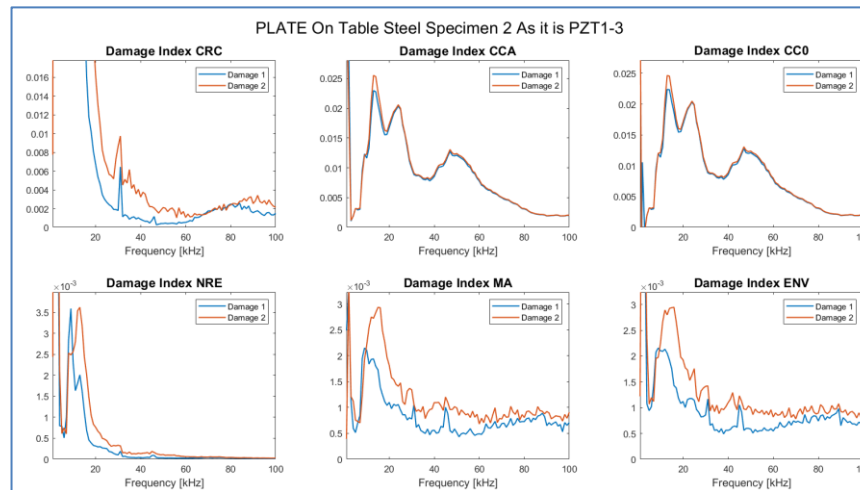 PLATE On Table Steel Specimen 2 As it is PZT1-3
Damage Index CRC
0.016
0.014
0.012
0.01
0.008
0.006
0.004
0.002
0
20 40 60 80 100
Frequency [kHz]
Damage 1
Damage 2
Damage Index CCA
0.025
0.02
0.015
0.01
0.005
0
20 40 60 80 100
Frequency [kHz]
Damage 1
Damage 2
Damage Index CC0
0.025
0.02
0.015
0.01
0.005
0
20 40 60 80 100
Frequency [kHz]
Damage 1
Damage 2
Damage Index NRE
×10⁻³
3.5
3
2.5
2
1.5
1
0.5
0
20 40 60 80 100
Frequency [kHz]
Damage 1
Damage 2
Damage Index MA
×10⁻³
3
2.5
2
1.5
1
0.5
0
20 40 60 80 100
Frequency [kHz]
Damage 1
Damage 2
Damage Index ENV
×10⁻³
3
2.5
2
1.5
1
0.5
0
20 40 60 80 100
Frequency [kHz]
Damage 1
Damage 2